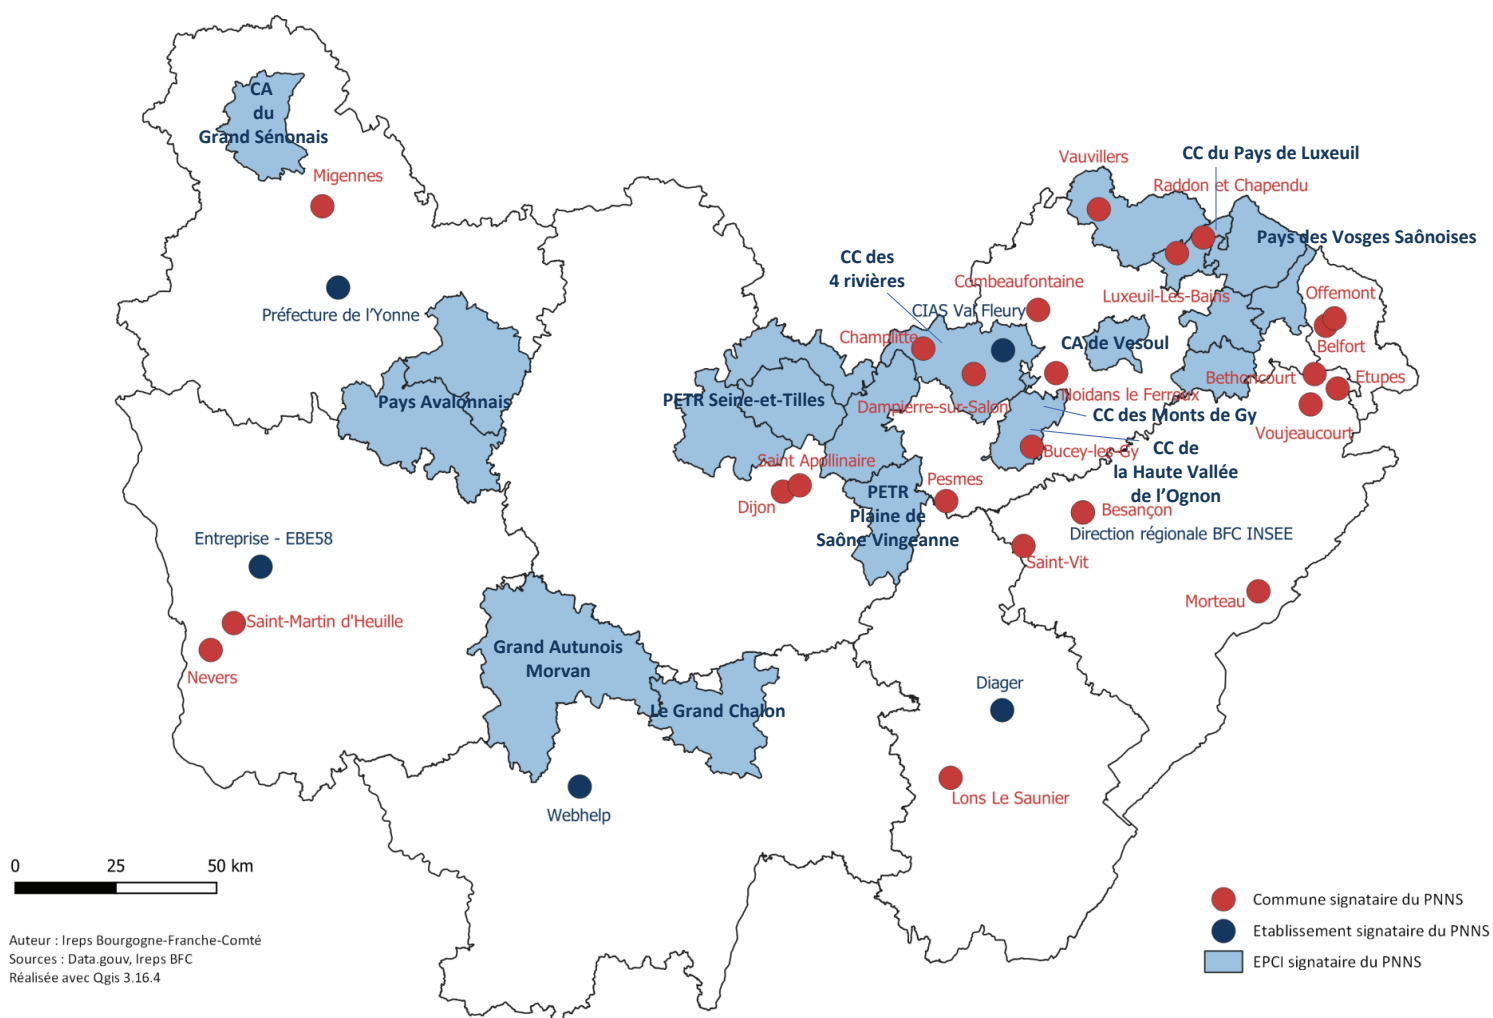 CA
du
Grand Sénonais
Migennes
Préfecture de l'Yonne
Pays Avalonnais
Entreprise - EBE58
Saint-Martin d'Heuille
Nevers
Grand Autunois
Morvan
Le Grand Chalon
Webhelp
PETR Seine-et-Tilles
Saint Apollinaire
Dijon
PETR
Plaine de
Saône Vingeanne
CC des
4 rivières
Champlitte
CIAS Val Fleury
Dampierre-sur-Salon
Combeaufontaine
Vauvillers
CC du Pays de Luxeuil
Raddon et Chapendu
Pays des Vosges Saônoises
Luxeuil-Les-Bains
CA de Vesoul
Noidans le Ferroux
CC des Monts de Gy
Bucey-les-Gy
CC de
la Haute Vallée
de l'Ognon
Pesmes
Offemont
Belfort
Bethoncourt
Etupes
Voujeaucourt
Besançon
Direction régionale BFC INSEE
Saint-Vit
Morteau
Diager
Lons Le Saunier
0 25 50 km
Auteur : Ireps Bourgogne-Franche-Comté
Sources : Data.gouv, Ireps BFC
Réalisée avec Qgis 3.16.4
Commune signataire du PNNS
Etablissement signataire du PNNS
EPCI signataire du PNNS